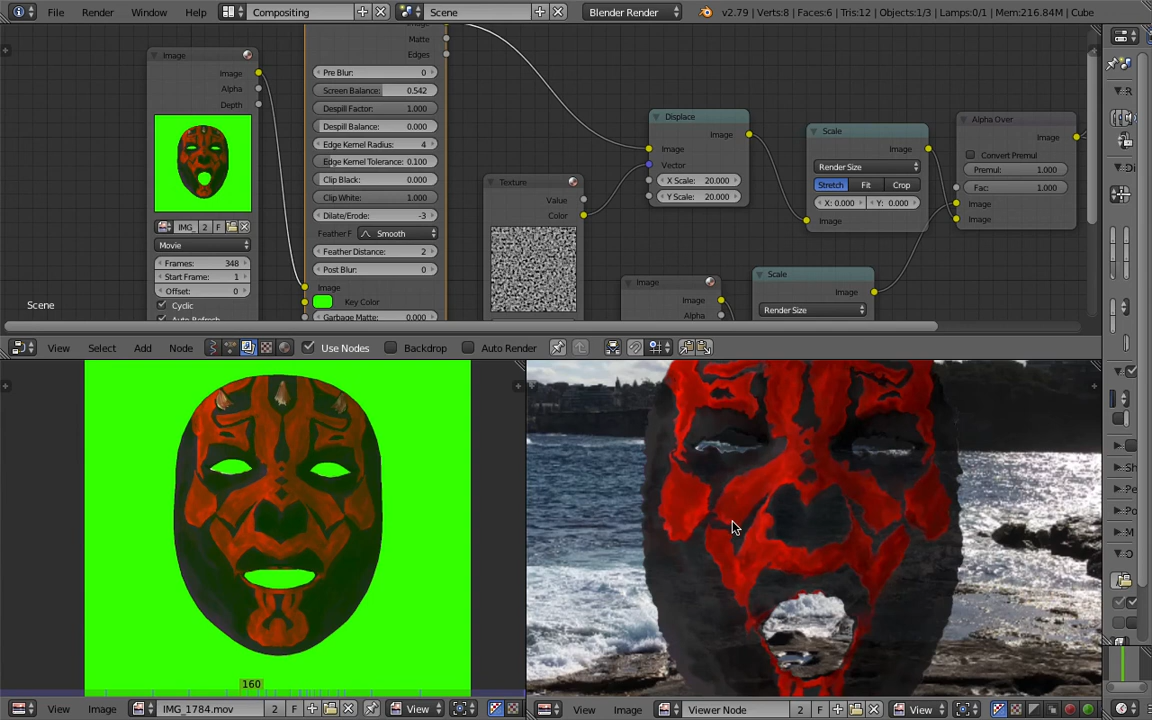 File Render Window Help Compositing Scene Blender Render v2.79 | Verts:8 | Faces:6 | Tris:12 | Objects:1/3 | Lamps:0/1 | Mem:216.84M | Cube
Image
Image
Alpha
Depth
IMG_ 2 F
Movie
Frames: 348
Start Frame: 1
Offset: 0
Cyclic
Auto Refresh
Scene
Matte
Edges
Pre Blur: 0
Screen Balance: 0.542
Despill Factor: 1.000
Despill Balance: 0.000
Edge Kernel Radius: 4
Edge Kernel Tolerance: 0.100
Clip Black: 0.000
Clip White: 1.000
Dilate/Erode: -3
Feather F Smooth
Feather Distance: 2
Post Blur: 0
Image
Key Color
Garbage Matte: 0.000
Texture
Value
Color
Displace
Image
Image
Vector
X Scale: 20.000
Y Scale: 20.000
Image
Image
Alpha
Scale
Image
Render Size
Stretch Fit Crop
X: 0.000 Y: 0.000
Image
Scale
Image
Render Size
Alpha Over
Image
Convert Premul
Premul: 1.000
Fac: 1.000
Image
Image
View Select Add Node Use Nodes Backdrop Auto Render
160
View Image IMG_1784.mov 2 F View
View Image Viewer Node 2 F View
R
Di
Sh
Pe
Po
M